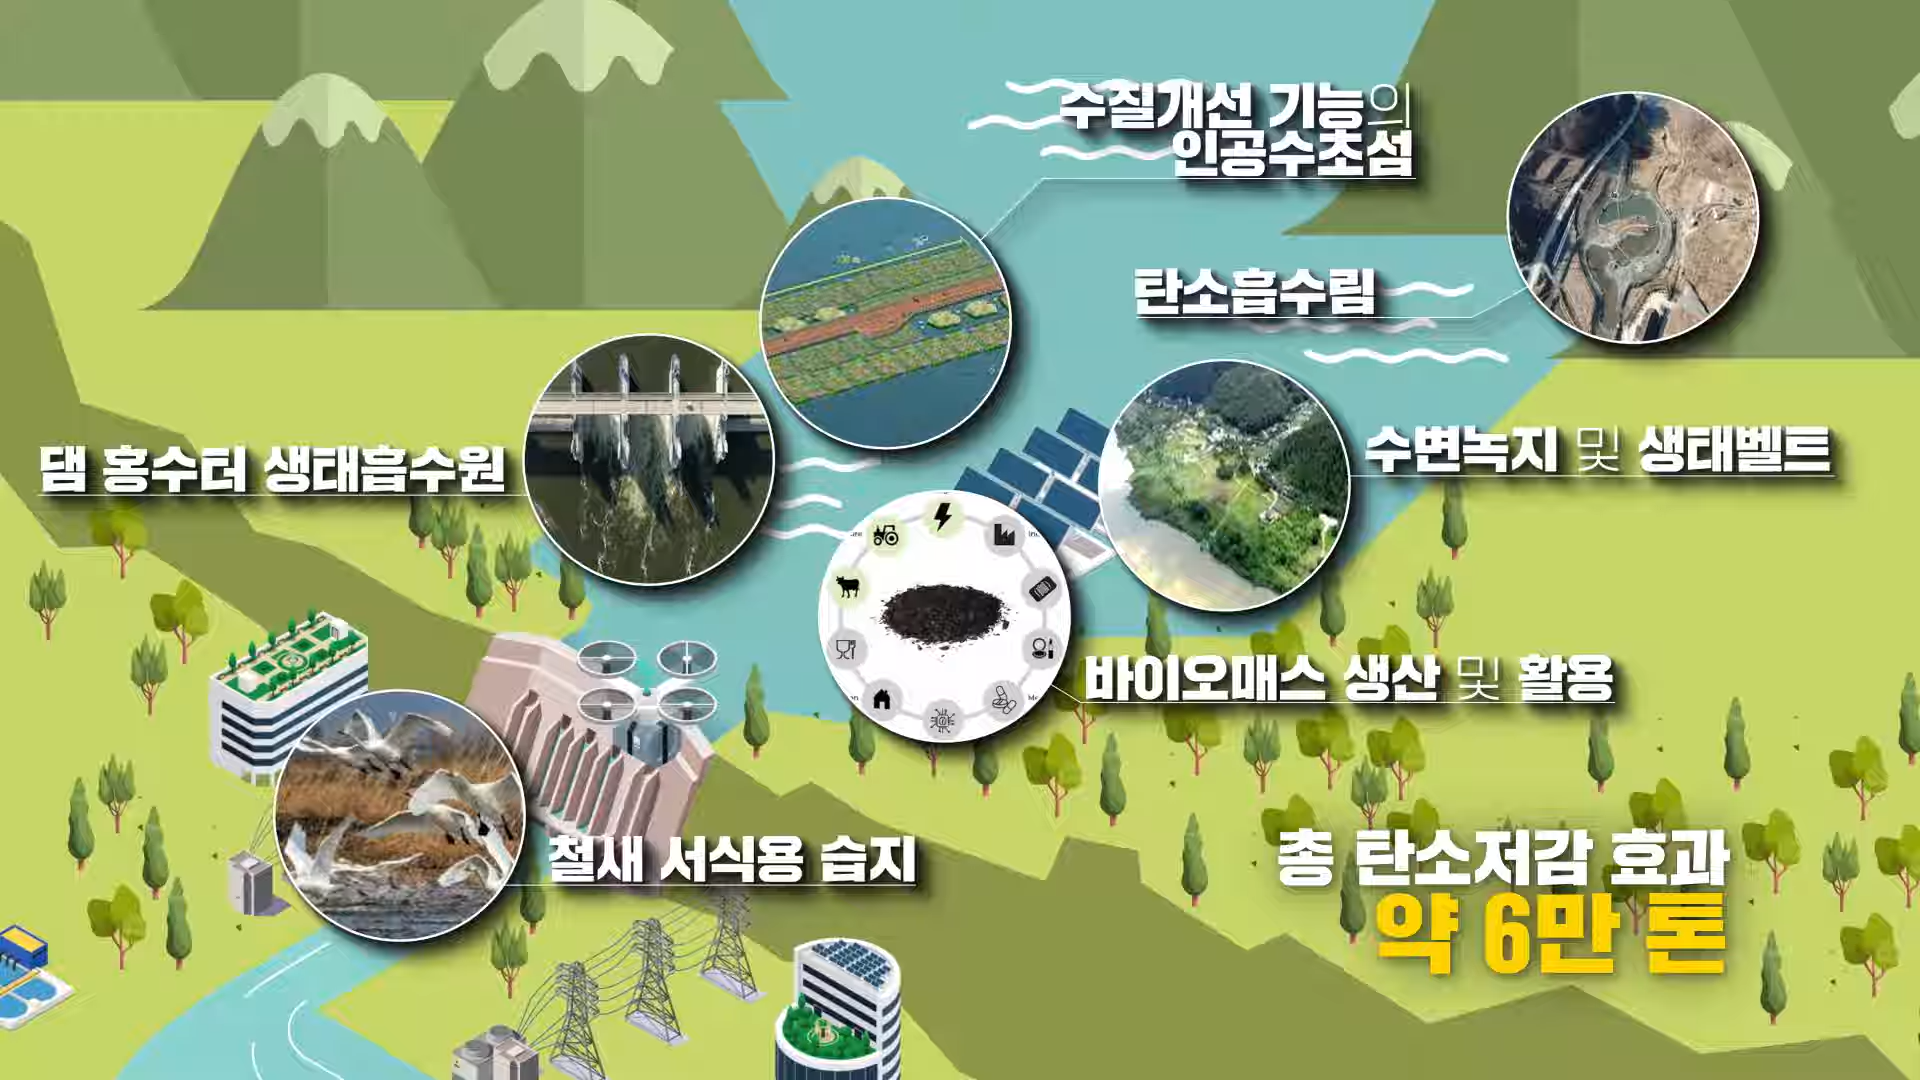 수질개선 기능의
인공수초섬
탄소흡수림
댐 홍수터 생태흡수원
수변녹지 및 생태벨트
바이오매스 생산 및 활용
철새 서식용 습지
총 탄소저감 효과
약 6만 톤